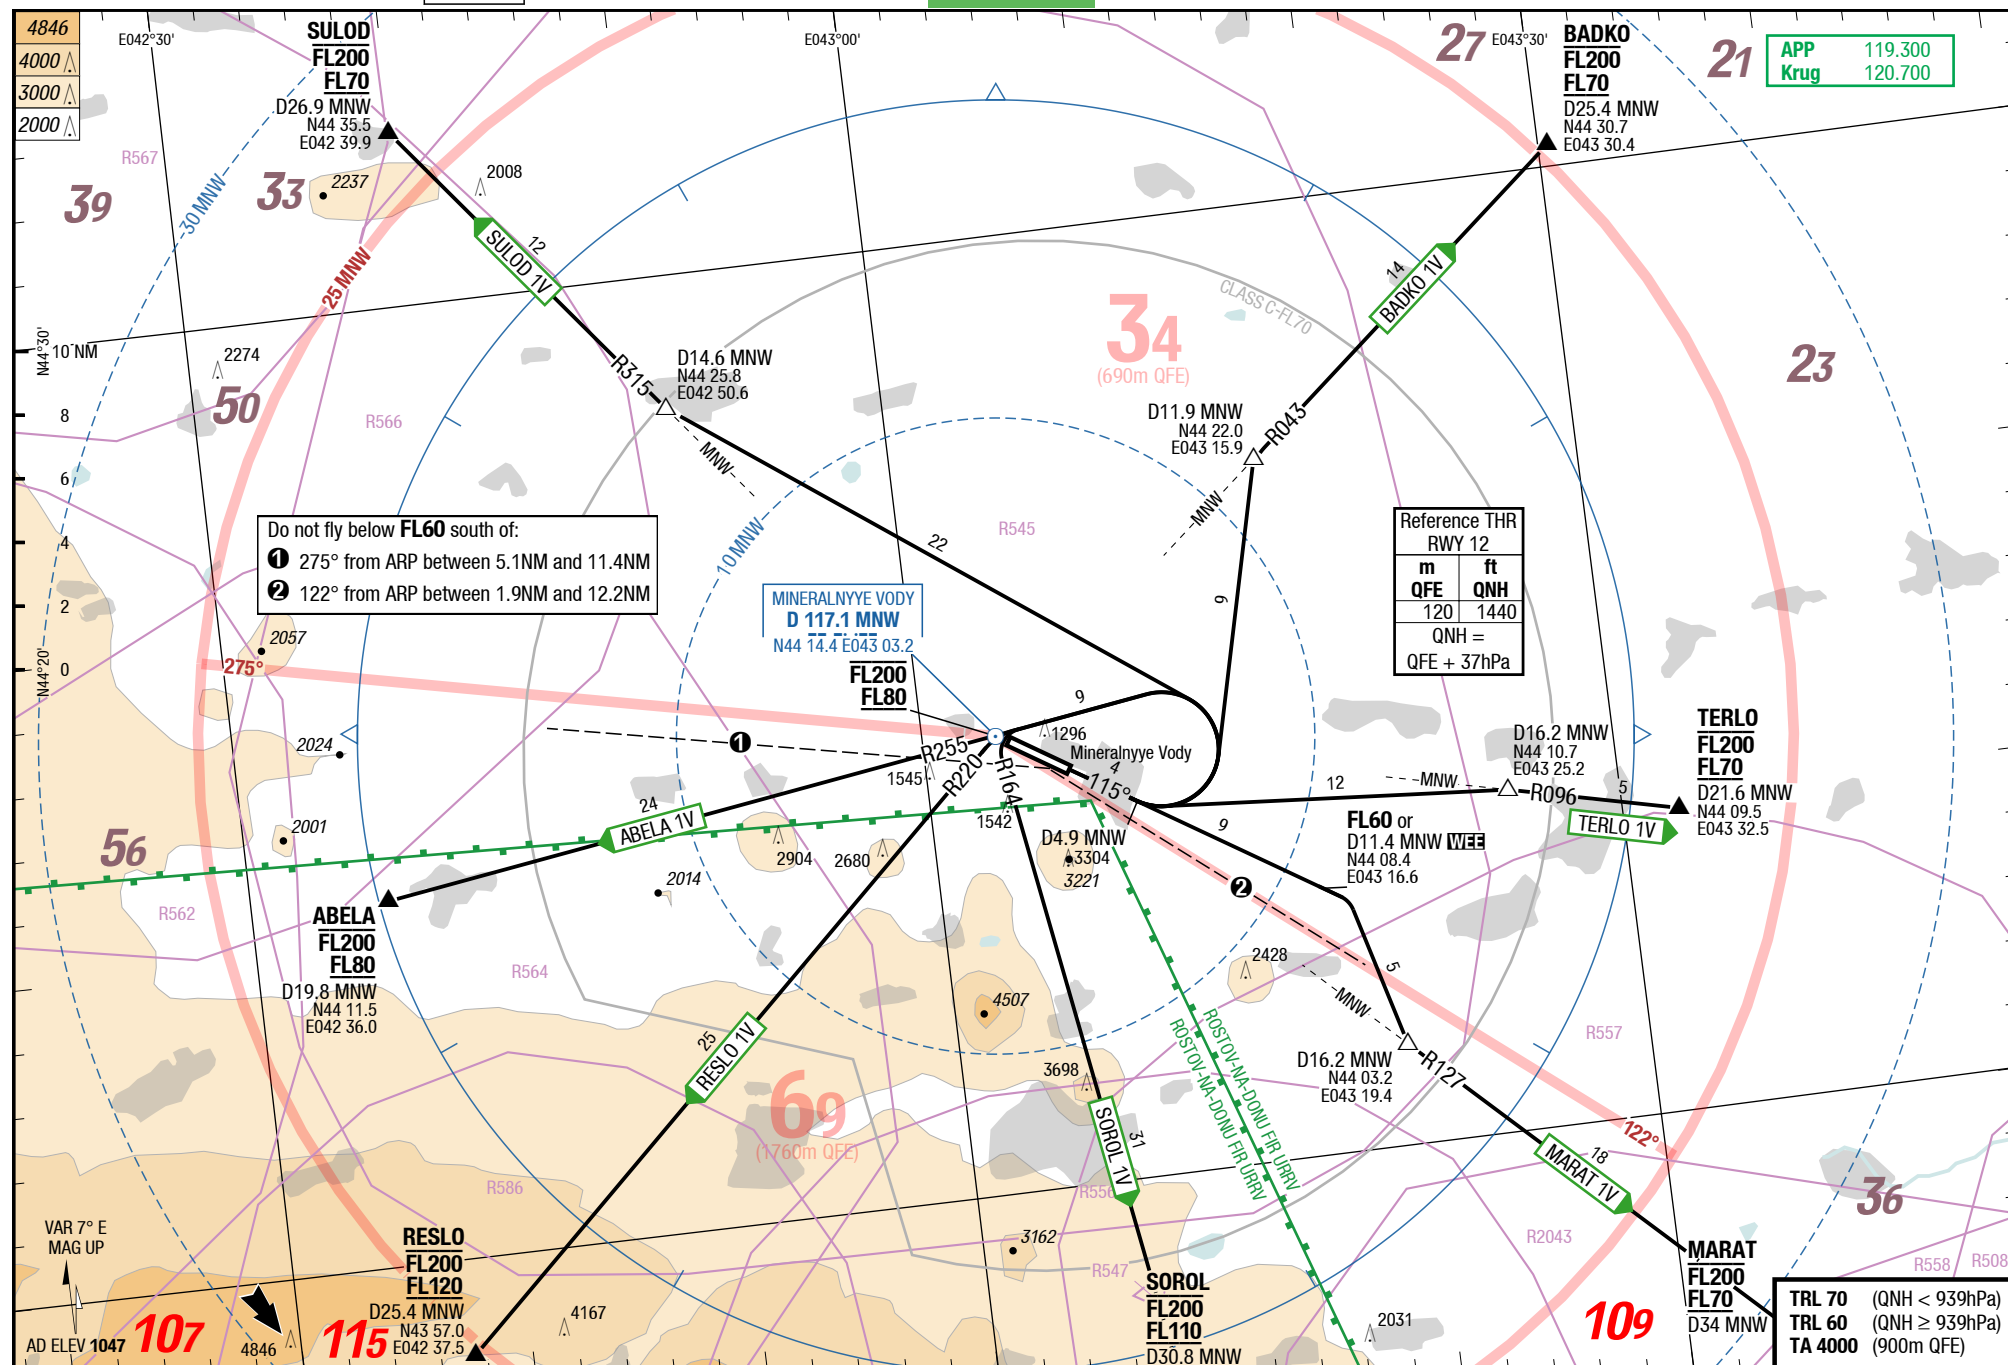 4846
4000
3000
2000
E042°30'
SULOD
FL200
FL70
D26.9 MNW
N44 35.5
E042 39.9
E043°00'
27
E043°30'
BADKO
FL200
FL70
D25.4 MNW
N44 30.7
E043 30.4
21
APP 119.300
Krug 120.700
R567
39
30 MNW
33
2237
2008
25 MNW
SULOD 1V
12
BADKO 1V
14
CLASS C-FL70
34
(690m QFE)
23
N44°30'
10 NM
8
6
4
2
0
N44°20'
2274
50
R566
R315
D14.6 MNW
N44 25.8
E042 50.6
MNW
D11.9 MNW
N44 22.0
E043 15.9
R043
MNW
22
R545
10 MNW
9
Do not fly below FL60 south of:
1 275° from ARP between 5.1NM and 11.4NM
2 122° from ARP between 1.9NM and 12.2NM
Reference THR
RWY 12
m ft
QFE QNH
120 1440
QNH =
QFE + 37hPa
MINERALNYYE VODY
D 117.1 MNW
N44 14.4 E043 03.2
FL200
FL80
2057
275°
2024
1
9
1296
Mineralnyye Vody
R255
1545
R220
R164
1542
4
115°
D16.2 MNW
N44 10.7
E043 25.2
MNW
12
R096
5
TERLO 1V
TERLO
FL200
FL70
D21.6 MNW
N44 09.5
E043 32.5
24
ABELA 1V
2001
56
2904
2680
2014
D4.9 MNW
3304
3221
9
FL60 or
D11.4 MNW WEE
N44 08.4
E043 16.6
2
R562
ABELA
FL200
FL80
D19.8 MNW
N44 11.5
E042 36.0
R564
4507
2428
5
MNW
R557
25
RESLO 1V
69
(1760m QFE)
3698
SOROL 1V
31
ROSTOV-NA-DONU FIR URRV
ROSTOV-NA-DONU FIR URRV
D16.2 MNW
N44 03.2
E043 19.4
R127
122°
18
MARAT 1V
36
R586
R556
3162
R547
R2043
R558
R508
VAR 7° E
MAG UP
AD ELEV 1047
107
4846
115
RESLO
FL200
FL120
D25.4 MNW
N43 57.0
E042 37.5
4167
SOROL
FL200
FL110
D30.8 MNW
2031
109
MARAT
FL200
FL70
D34 MNW
TRL 70 (QNH < 939hPa)
TRL 60 (QNH ≥ 939hPa)
TA 4000 (900m QFE)